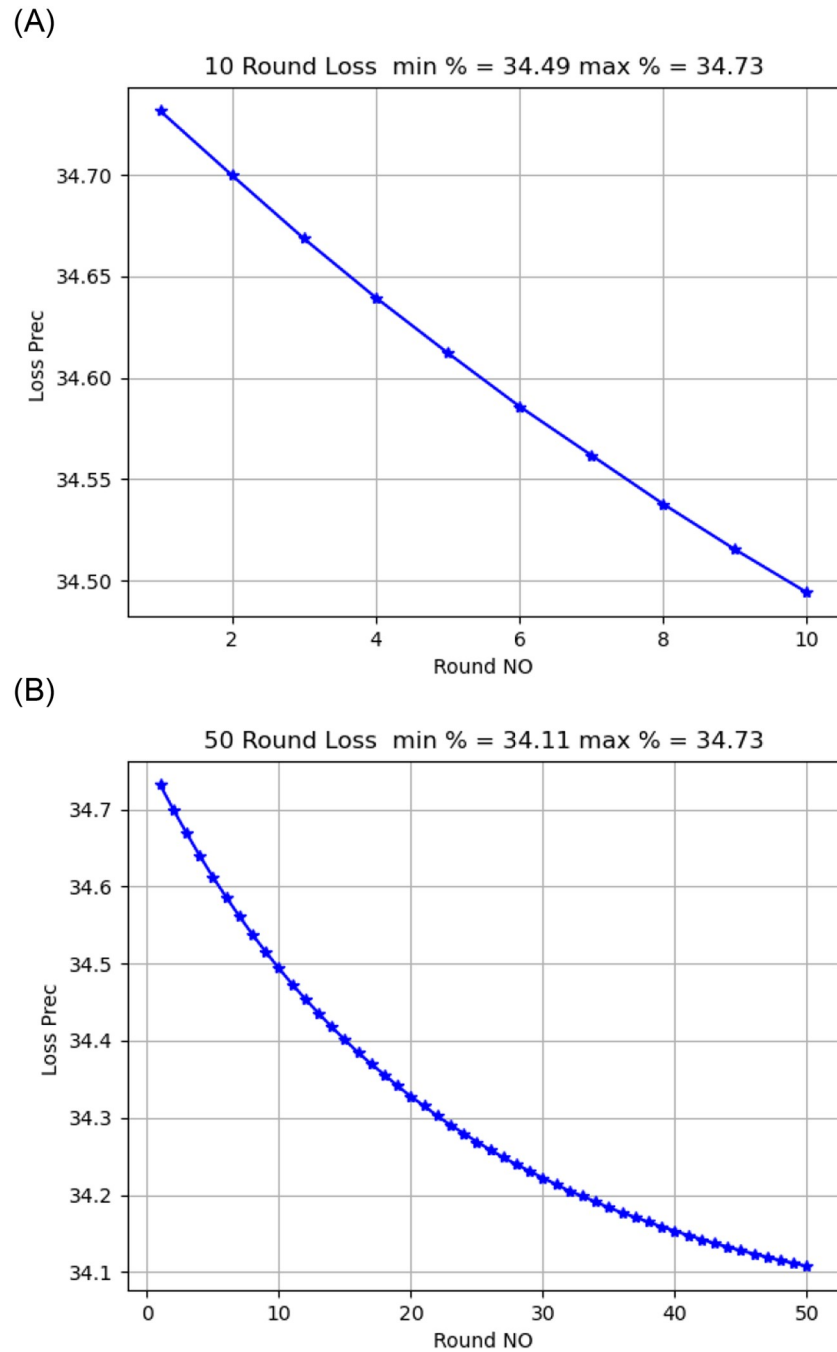 (A)
10 Round Loss  min % = 34.49 max % = 34.73
34.70
34.65
34.60
34.55
34.50
Loss Prec
2 4 6 8 10
Round NO
(B)
50 Round Loss  min % = 34.11 max % = 34.73
34.7
34.6
34.5
34.4
34.3
34.2
34.1
Loss Prec
0 10 20 30 40 50
Round NO